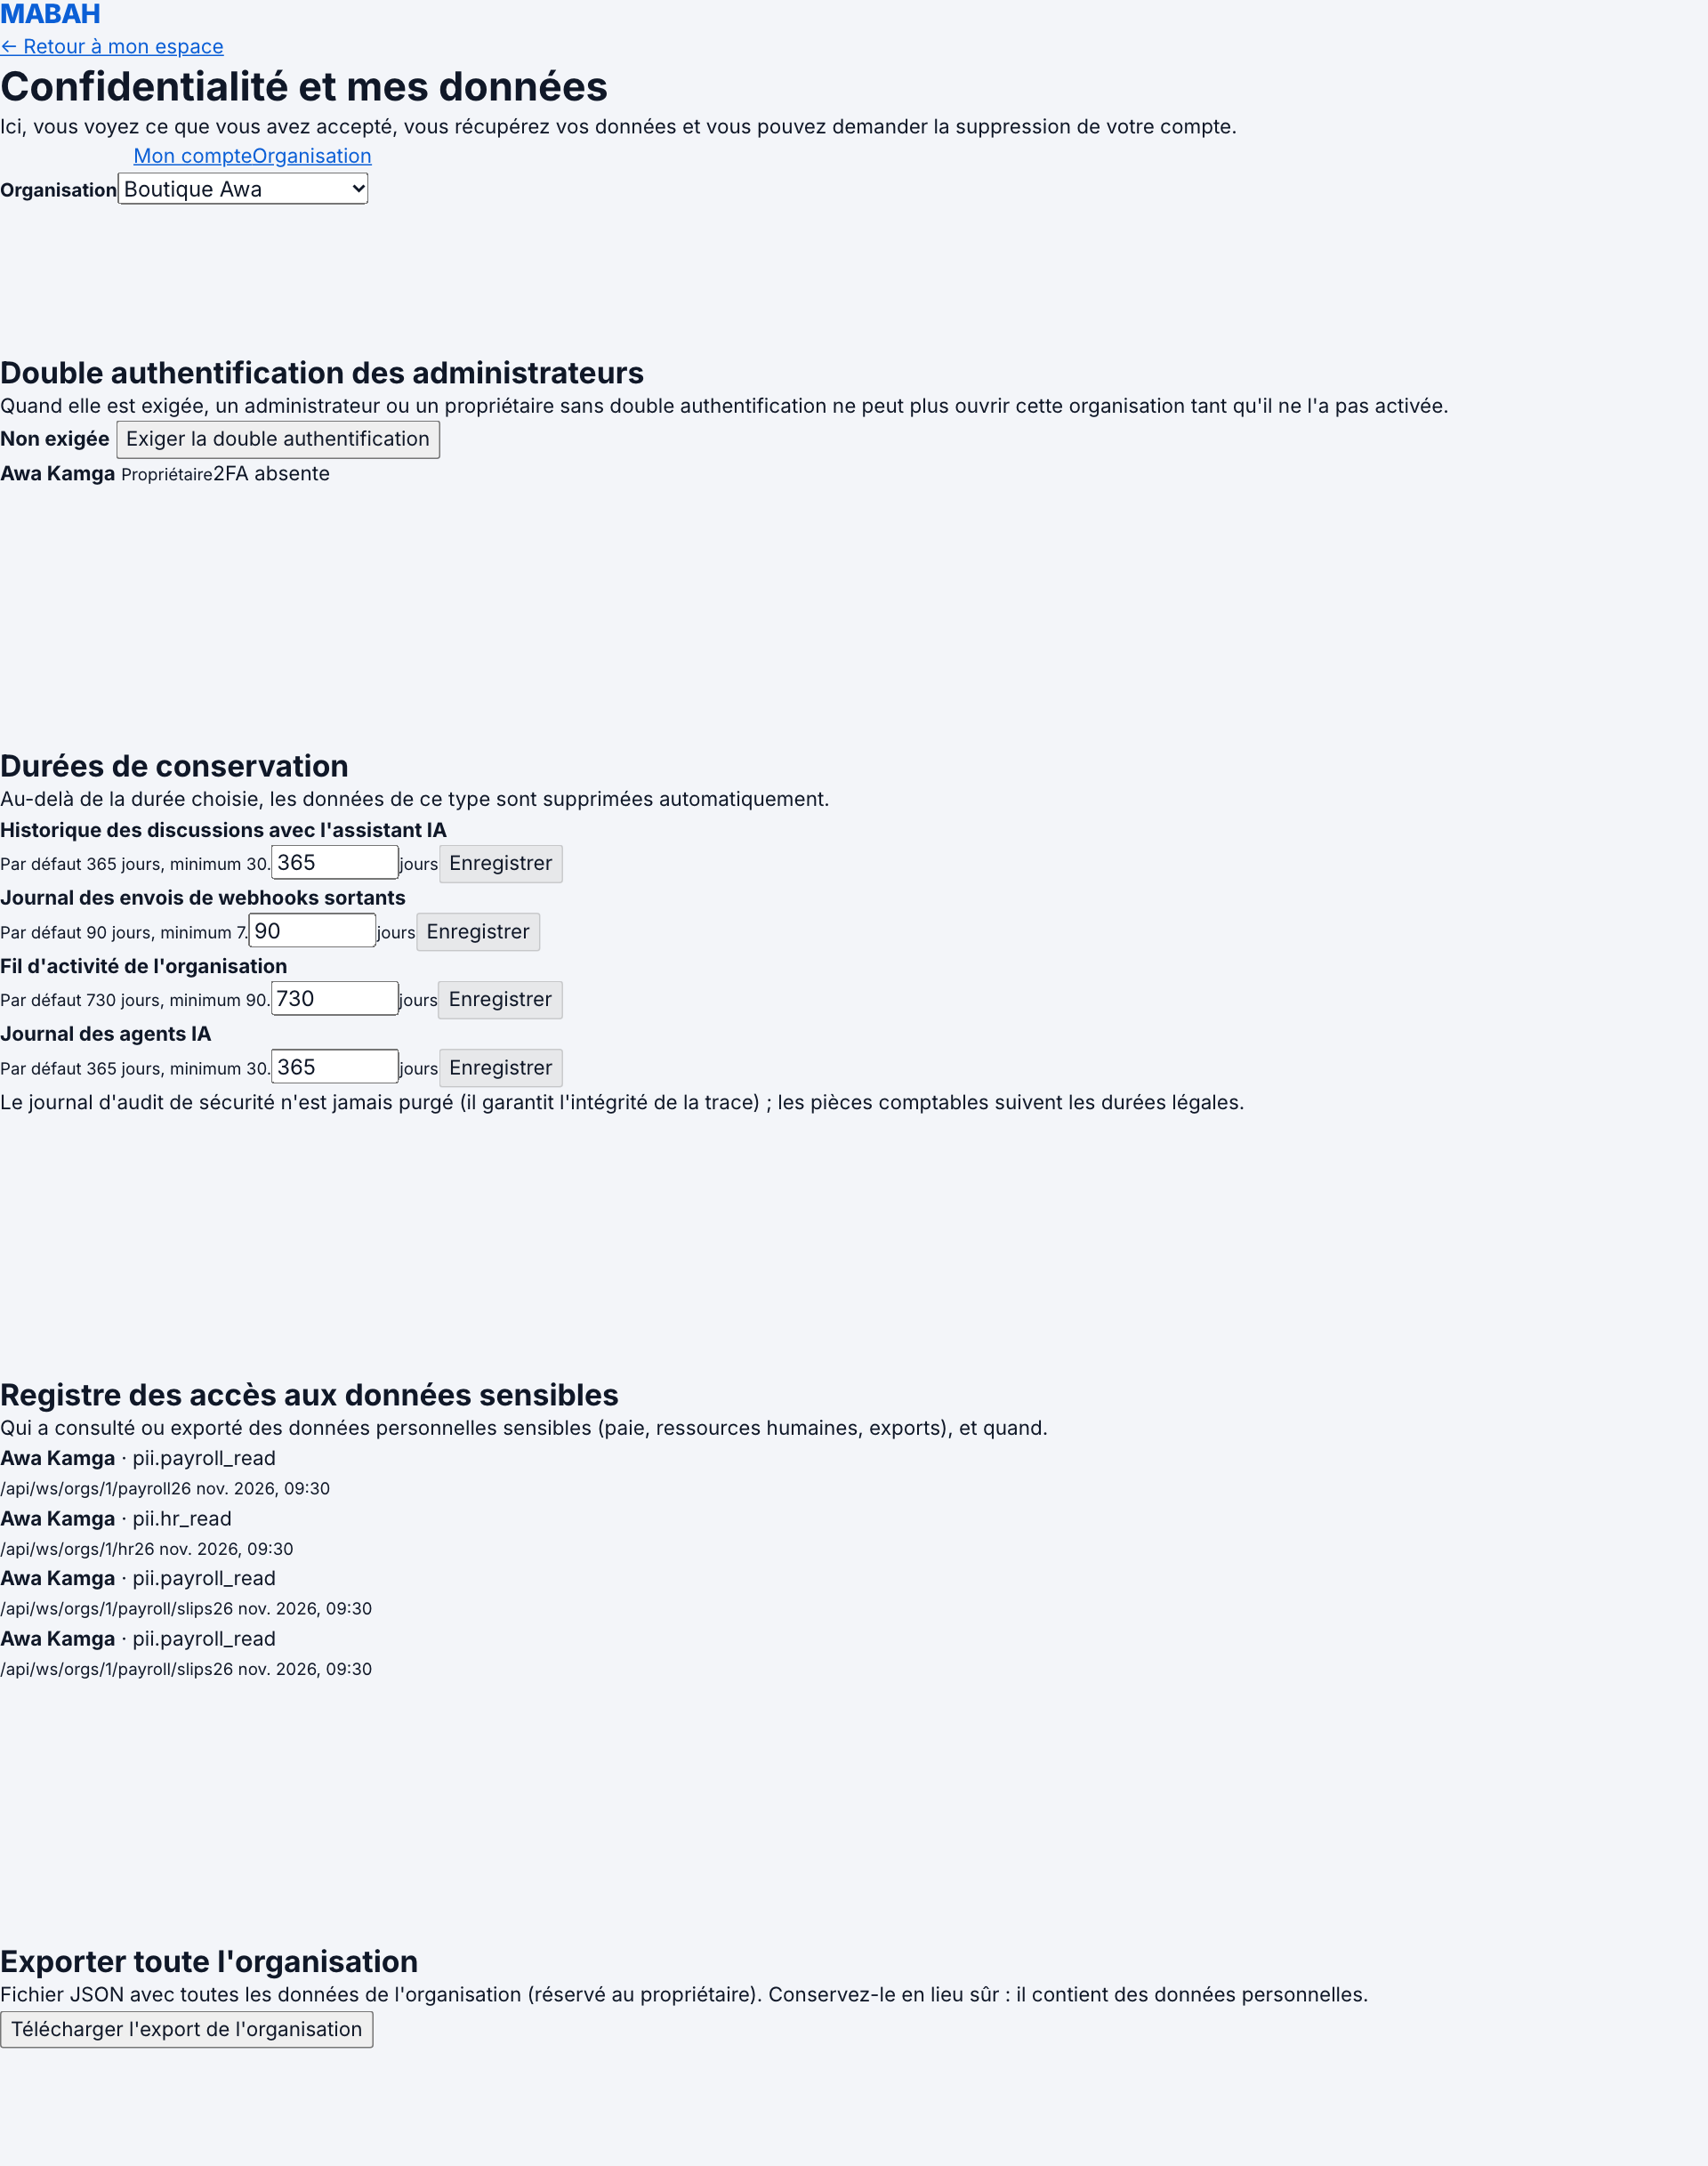 MABAH
← Retour à mon espace
Confidentialité et mes données
Ici, vous voyez ce que vous avez accepté, vous récupérez vos données et vous pouvez demander la suppression de votre compte.
Mon compteOrganisation
Organisation Boutique Awa
Double authentification des administrateurs
Quand elle est exigée, un administrateur ou un propriétaire sans double authentification ne peut plus ouvrir cette organisation tant qu'il ne l'a pas activée.
Non exigée Exiger la double authentification
Awa Kamga Propriétaire2FA absente
Durées de conservation
Au-delà de la durée choisie, les données de ce type sont supprimées automatiquement.
Historique des discussions avec l'assistant IA
Par défaut 365 jours, minimum 30. 365 jours Enregistrer
Journal des envois de webhooks sortants
Par défaut 90 jours, minimum 7. 90 jours Enregistrer
Fil d'activité de l'organisation
Par défaut 730 jours, minimum 90. 730 jours Enregistrer
Journal des agents IA
Par défaut 365 jours, minimum 30. 365 jours Enregistrer
Le journal d'audit de sécurité n'est jamais purgé (il garantit l'intégrité de la trace) ; les pièces comptables suivent les durées légales.
Registre des accès aux données sensibles
Qui a consulté ou exporté des données personnelles sensibles (paie, ressources humaines, exports), et quand.
Awa Kamga · pii.payroll_read
/api/ws/orgs/1/payroll26 nov. 2026, 09:30
Awa Kamga · pii.hr_read
/api/ws/orgs/1/hr26 nov. 2026, 09:30
Awa Kamga · pii.payroll_read
/api/ws/orgs/1/payroll/slips26 nov. 2026, 09:30
Awa Kamga · pii.payroll_read
/api/ws/orgs/1/payroll/slips26 nov. 2026, 09:30
Exporter toute l'organisation
Fichier JSON avec toutes les données de l'organisation (réservé au propriétaire). Conservez-le en lieu sûr : il contient des données personnelles.
Télécharger l'export de l'organisation